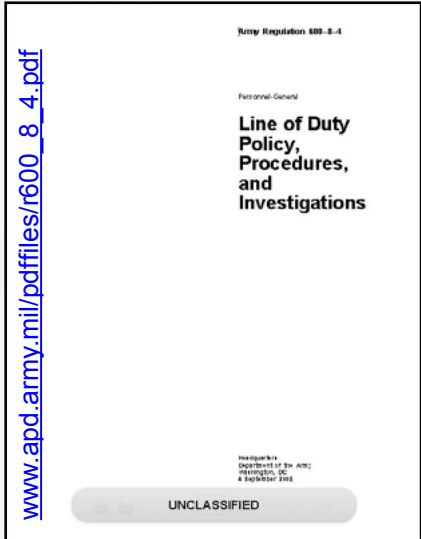 www.apd.army.mil/pdffiles/r600_8_4.pdf
Army Regulation 600–8–4
Personnel-General
Line of Duty
Policy,
Procedures,
and
Investigations
Headquarters
Department of the Army
Washington, DC
UNCLASSIFIED